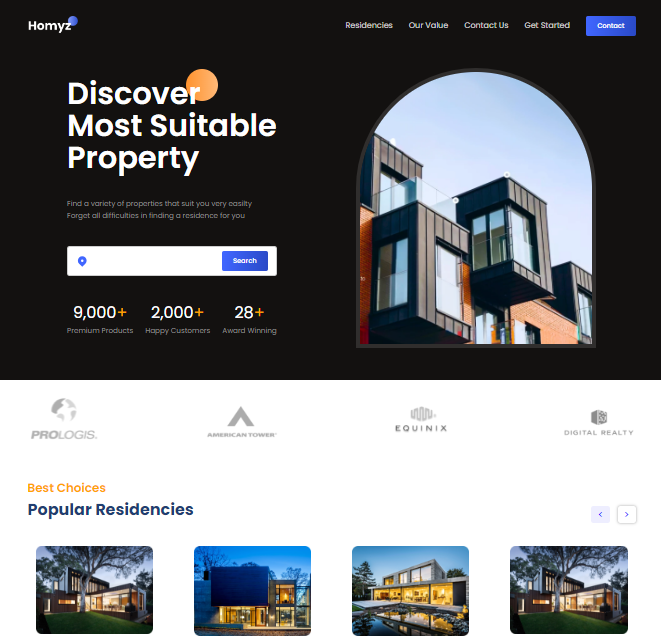 Homyz
Residencies
Our Value
Contact Us
Get Started
Contact
Discover
Most Suitable
Property
Find a variety of properties that suit you very easilty
Forget all difficulties in finding a residence for you
Search
9,000+
2,000+
28+
Premium Products
Happy Customers
Award Winning
PROLOGIS.
AMERICAN TOWER
EQUINIX
DIGITAL REALTY
Best Choices
Popular Residencies
<
>